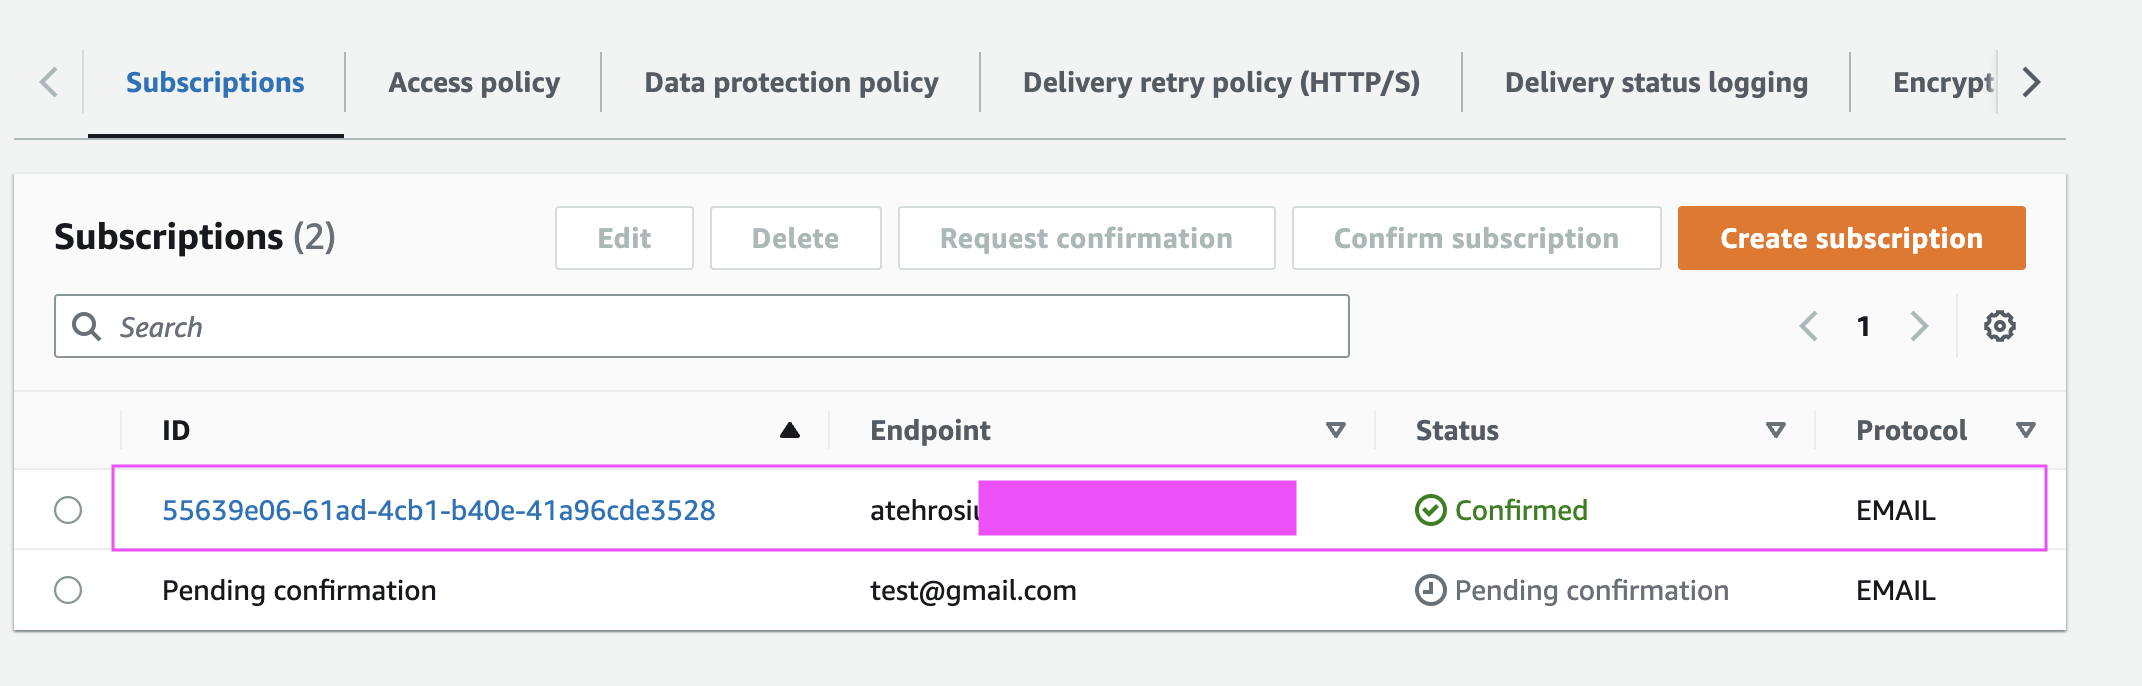 Subscriptions Access policy Data protection policy Delivery retry policy (HTTP/S) Delivery status logging Encrypt
Subscriptions (2) Edit Delete Request confirmation Confirm subscription Create subscription
Search 1
ID Endpoint Status Protocol
55639e06-61ad-4cb1-b40e-41a96cde3528 Confirmed EMAIL
Pending confirmation test@gmail.com Pending confirmation EMAIL